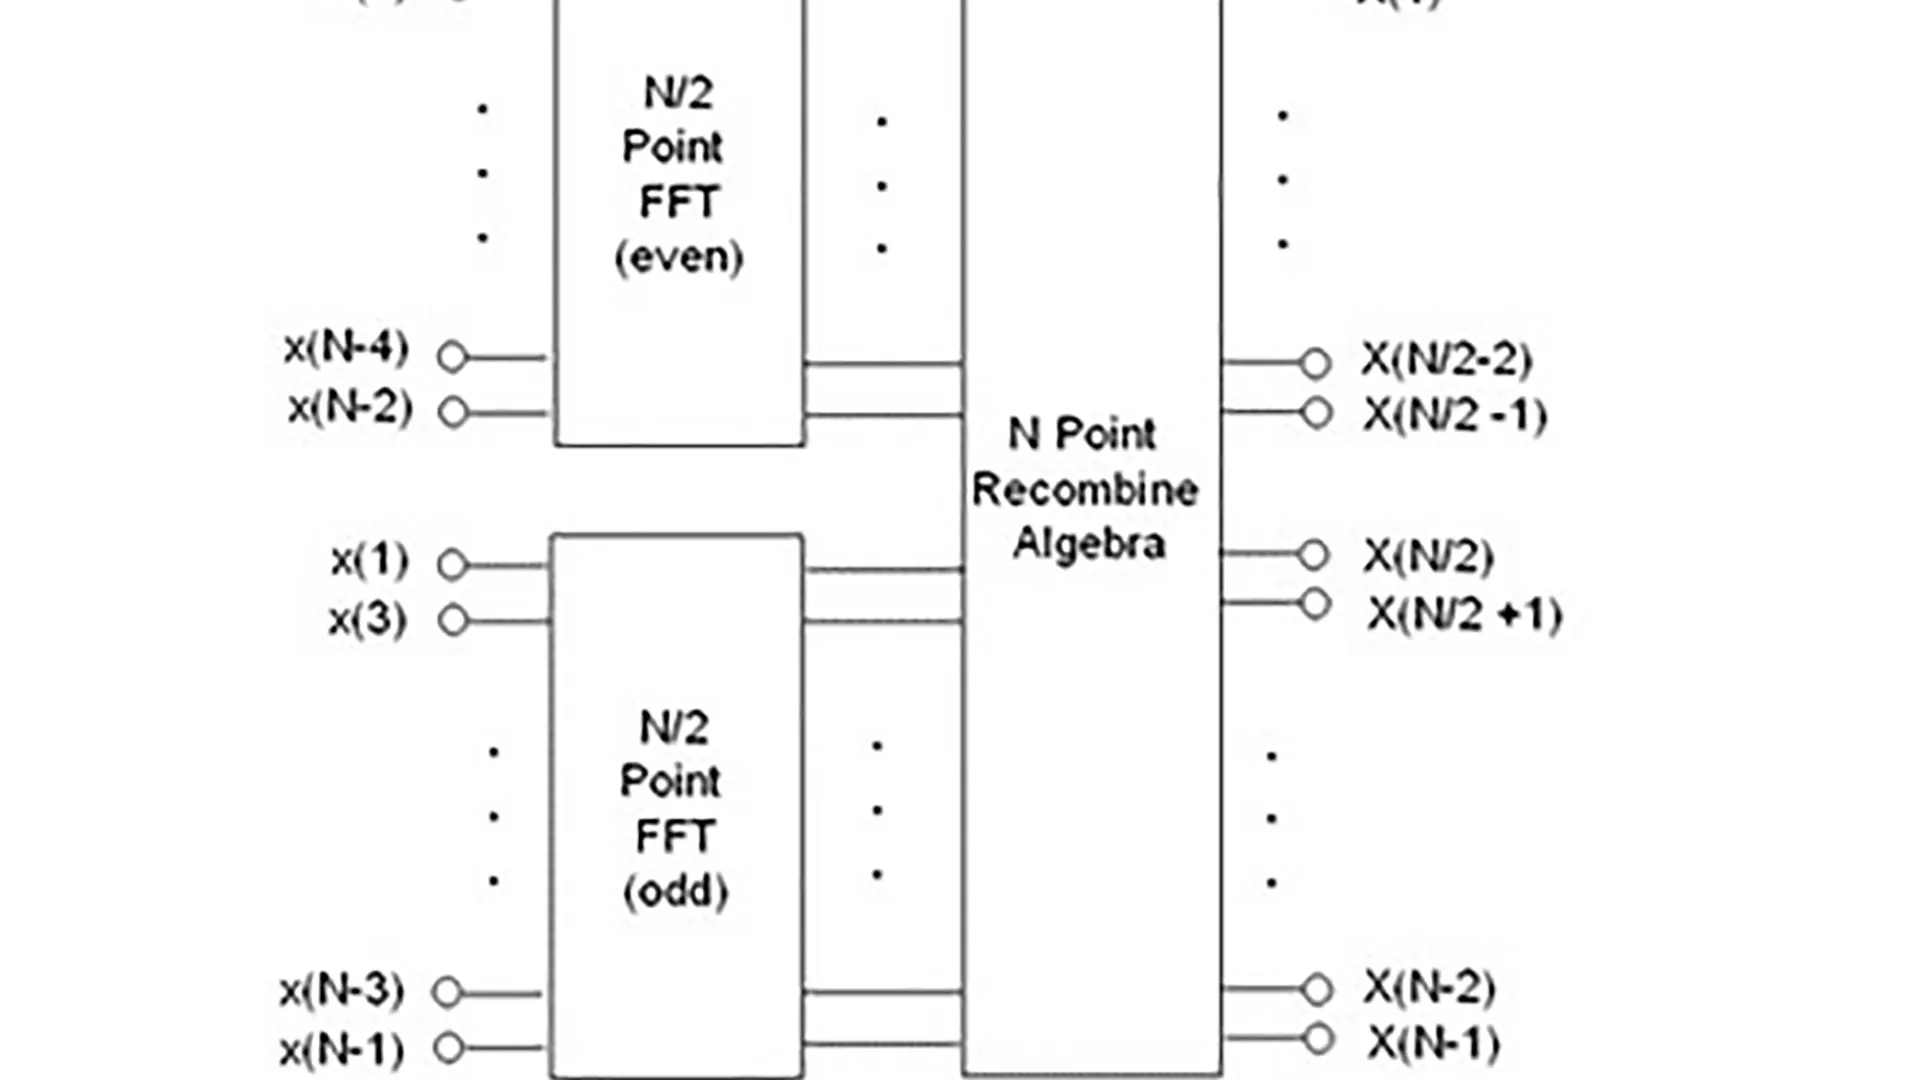 N/2
Point
FFT
(even)
x(N-4)
x(N-2)
X(N/2-2)
X(N/2 -1)
N Point
Recombine
Algebra
x(1)
x(3)
X(N/2)
X(N/2 +1)
N/2
Point
FFT
(odd)
x(N-3)
x(N-1)
X(N-2)
X(N-1)